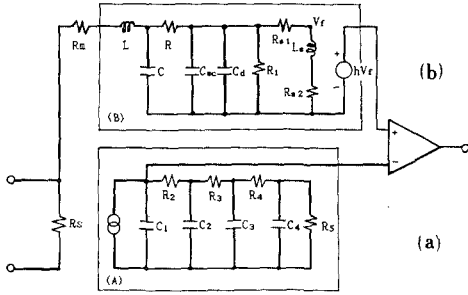 Rm
L
R
Rs1
Vf
Ls
C
Csc
Cd
R1
Rs2
+
-
hVf
(b)
(B)
+
-
Rs
R2
R3
R4
C1
C2
C3
C4
R5
(a)
(A)